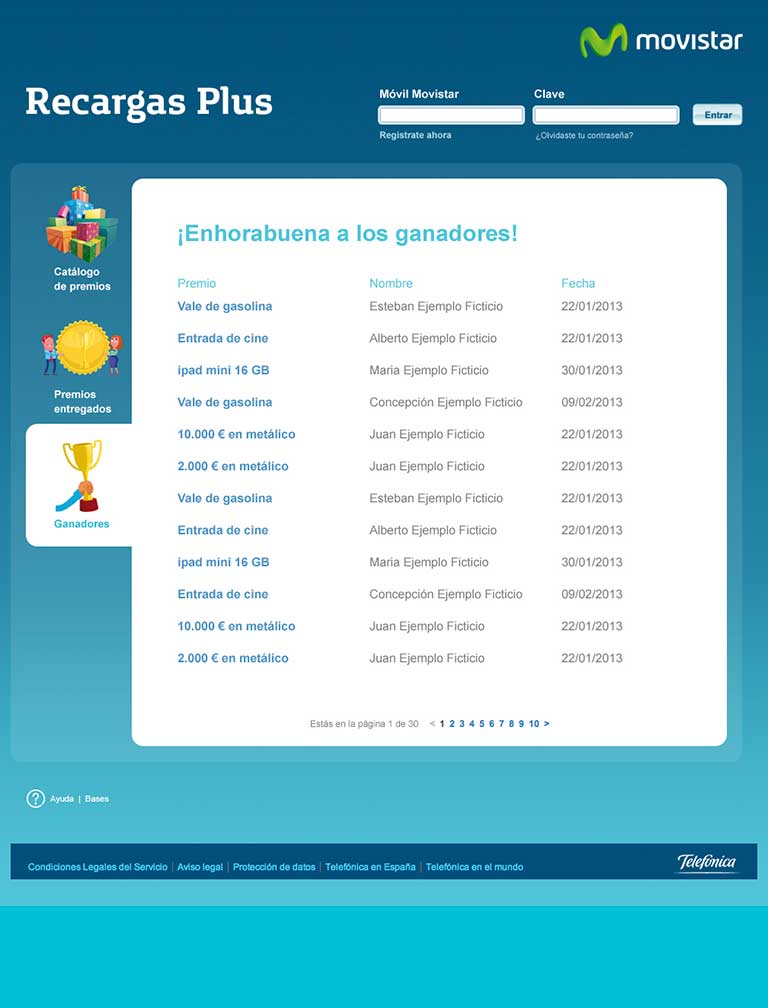 movistar
Recargas Plus
Móvil Movistar Clave
Entrar
Registrate ahora ¿Olvidaste tu contraseña?
Catálogo
de premios
Premios
entregados
Ganadores
¡Enhorabuena a los ganadores!
Premio Nombre Fecha
Vale de gasolina Esteban Ejemplo Ficticio 22/01/2013
Entrada de cine Alberto Ejemplo Ficticio 22/01/2013
ipad mini 16 GB Maria Ejemplo Ficticio 30/01/2013
Vale de gasolina Concepción Ejemplo Ficticio 09/02/2013
10.000 € en metálico Juan Ejemplo Ficticio 22/01/2013
2.000 € en metálico Juan Ejemplo Ficticio 22/01/2013
Vale de gasolina Esteban Ejemplo Ficticio 22/01/2013
Entrada de cine Alberto Ejemplo Ficticio 22/01/2013
ipad mini 16 GB Maria Ejemplo Ficticio 30/01/2013
Entrada de cine Concepción Ejemplo Ficticio 09/02/2013
10.000 € en metálico Juan Ejemplo Ficticio 22/01/2013
2.000 € en metálico Juan Ejemplo Ficticio 22/01/2013
Estás en la página 1 de 30 < 1 2 3 4 5 6 7 8 9 10 >
? Ayuda | Bases
Condiciones Legales del Servicio | Aviso legal | Protección de datos | Telefónica en España | Telefónica en el mundo
Telefónica